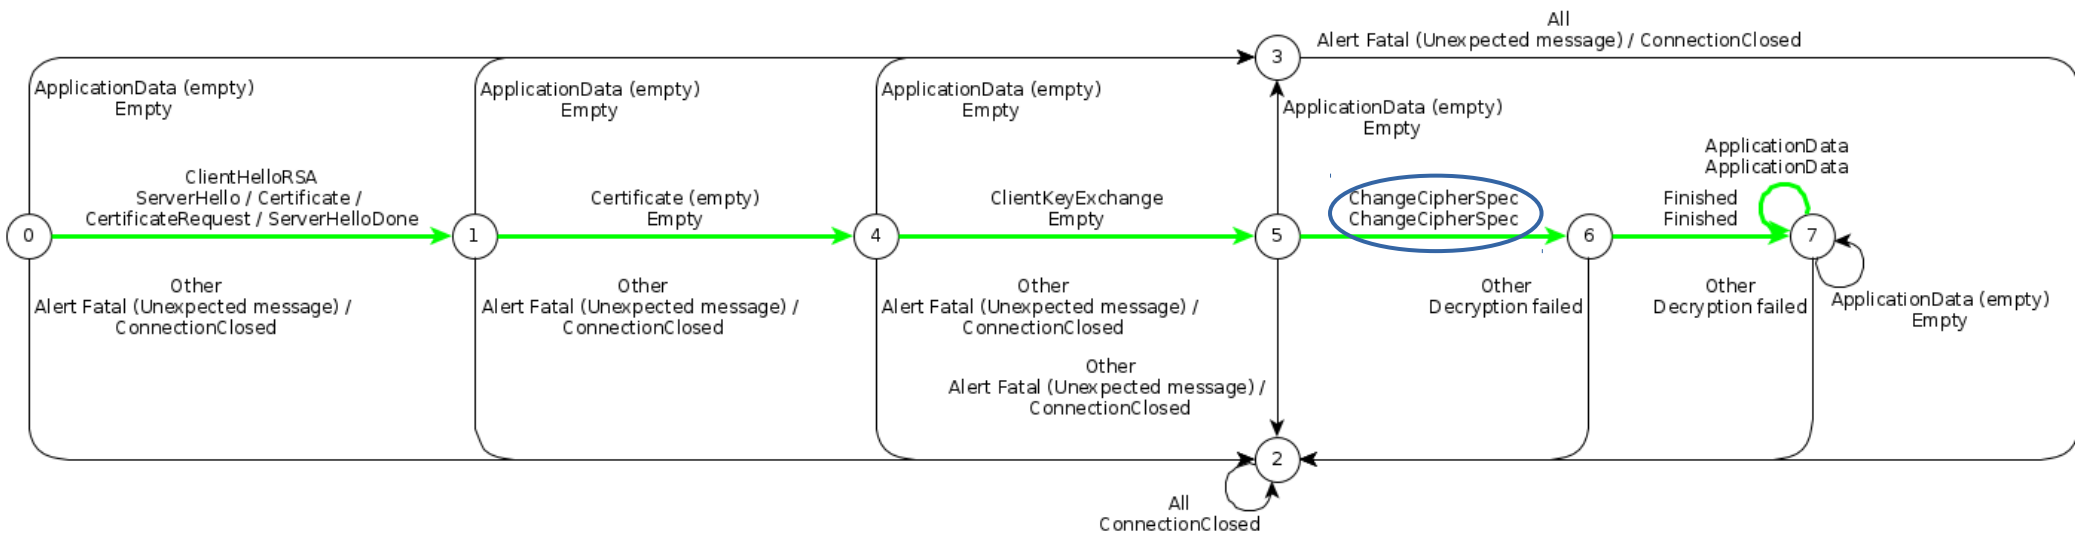 All
Alert Fatal (Unexpected message) / ConnectionClosed
3
ApplicationData (empty)
Empty
ApplicationData (empty)
Empty
ApplicationData (empty)
Empty
ApplicationData (empty)
Empty
ApplicationData
ApplicationData
ClientHelloRSA
ServerHello / Certificate /
CertificateRequest / ServerHelloDone
Certificate (empty)
Empty
ClientKeyExchange
Empty
ChangeCipherSpec
ChangeCipherSpec
Finished
Finished
0
1
4
5
6
7
Other
Alert Fatal (Unexpected message) /
ConnectionClosed
Other
Alert Fatal (Unexpected message) /
ConnectionClosed
Other
Alert Fatal (Unexpected message) /
ConnectionClosed
Other
Decryption failed
Other
Decryption failed
ApplicationData (empty)
Empty
Other
Alert Fatal (Unexpected message) /
ConnectionClosed
2
All
ConnectionClosed